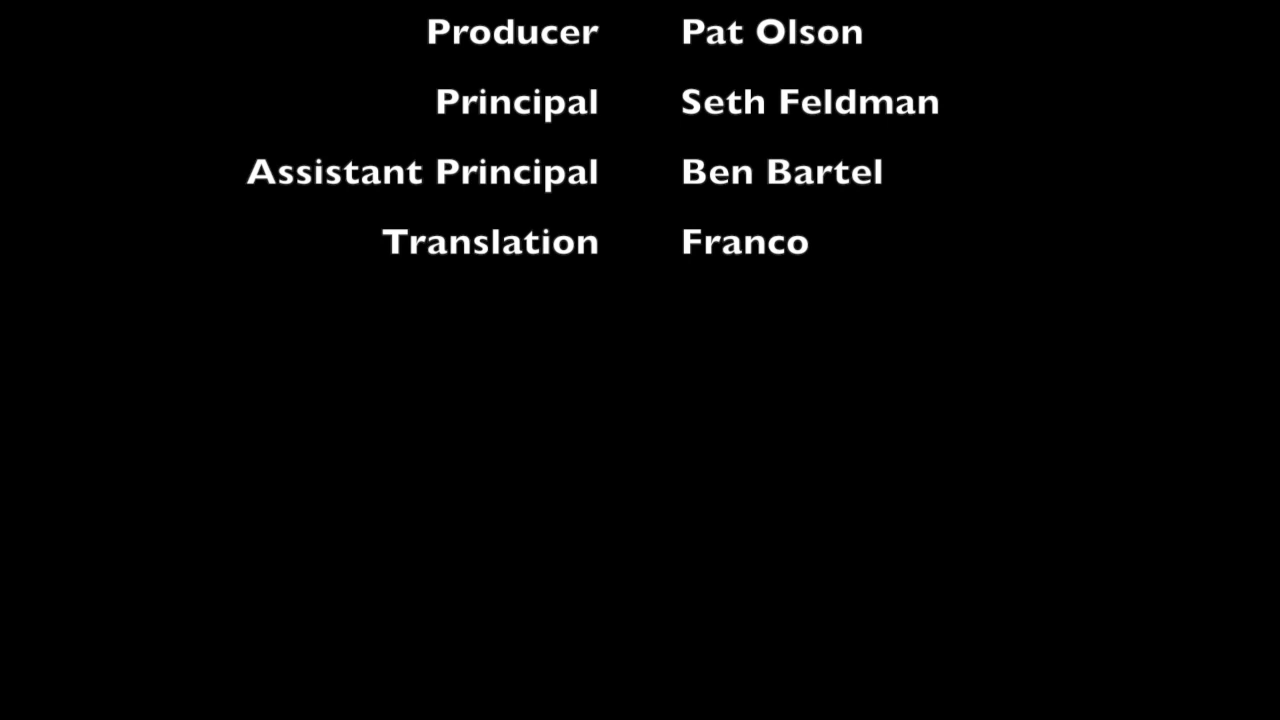 Producer Pat Olson
Principal Seth Feldman
Assistant Principal Ben Bartel
Translation Franco